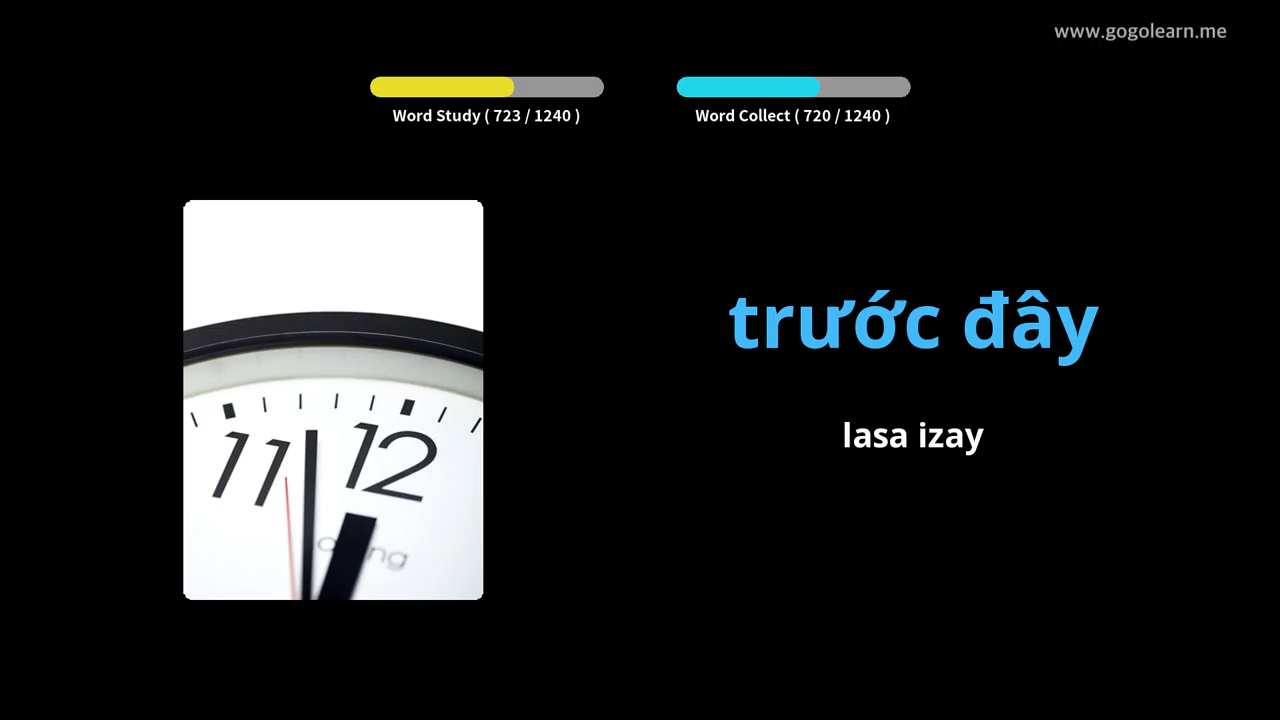 www.gogolearn.me
Word Study ( 723 / 1240 )
Word Collect ( 720 / 1240 )
trước đây
lasa izay
11 12